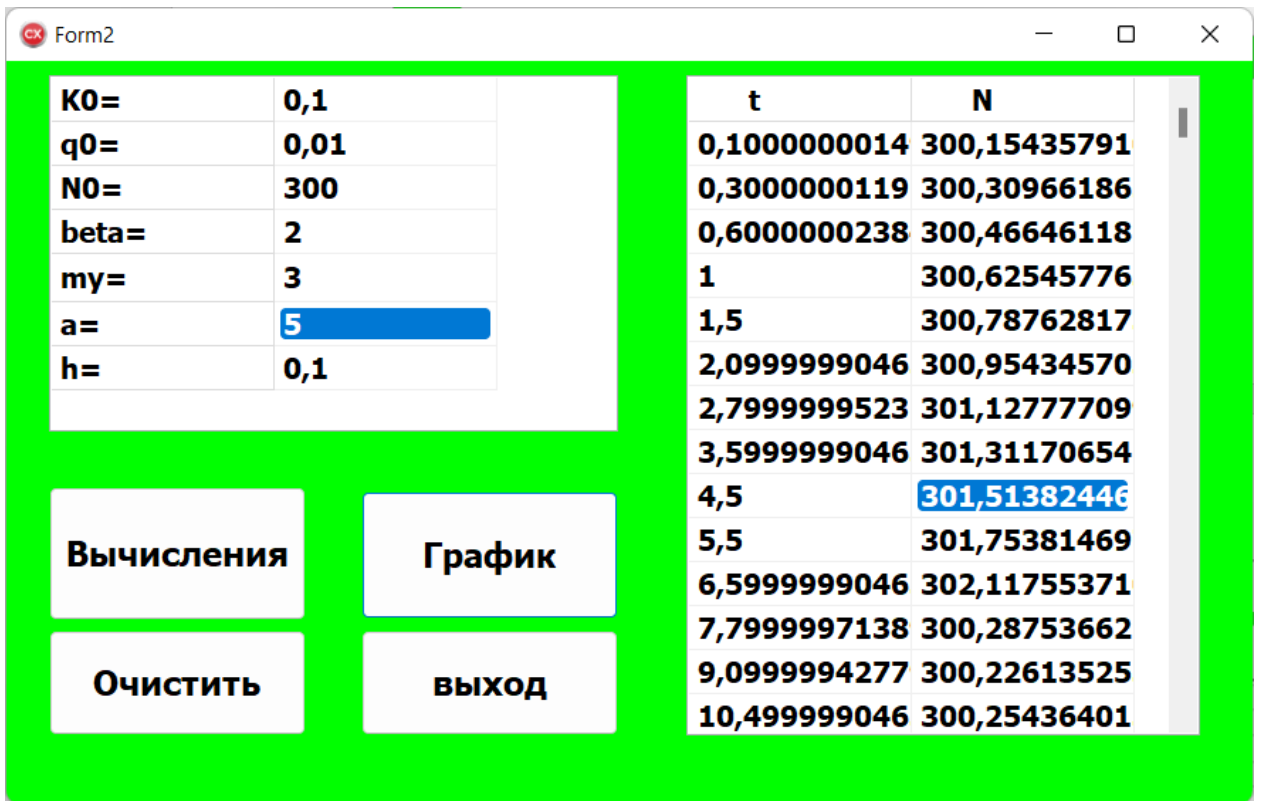 CX Form2
K0= 0,1
q0= 0,01
N0= 300
beta= 2
my= 3
a= 5
h= 0,1
Вычисления
График
Очистить
выход
t N
0,1000000014 300,15435791
0,3000000119 300,30966186
0,6000000238 300,46646118
1 300,62545776
1,5 300,78762817
2,0999999046 300,95434570
2,7999999523 301,12777709
3,5999999046 301,31170654
4,5 301,51382446
5,5 301,75381469
6,5999999046 302,11755371
7,7999997138 300,28753662
9,0999994277 300,22613525
10,499999046 300,25436401